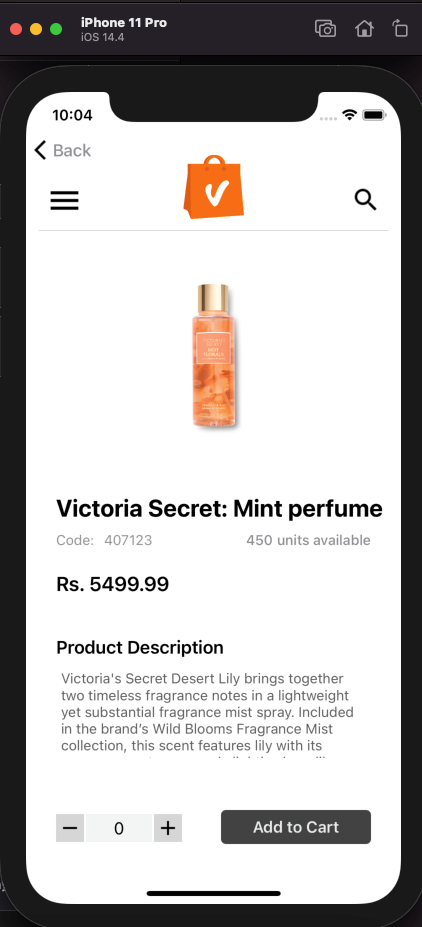 iPhone 11 Pro
iOS 14.4
10:04
Back
Victoria Secret: Mint perfume
Code: 407123
450 units available
Rs. 5499.99
Product Description
Victoria's Secret Desert Lily brings together
two timeless fragrance notes in a lightweight
yet substantial fragrance mist spray. Included
in the brand's Wild Blooms Fragrance Mist
collection, this scent features lily with its
0
Add to Cart